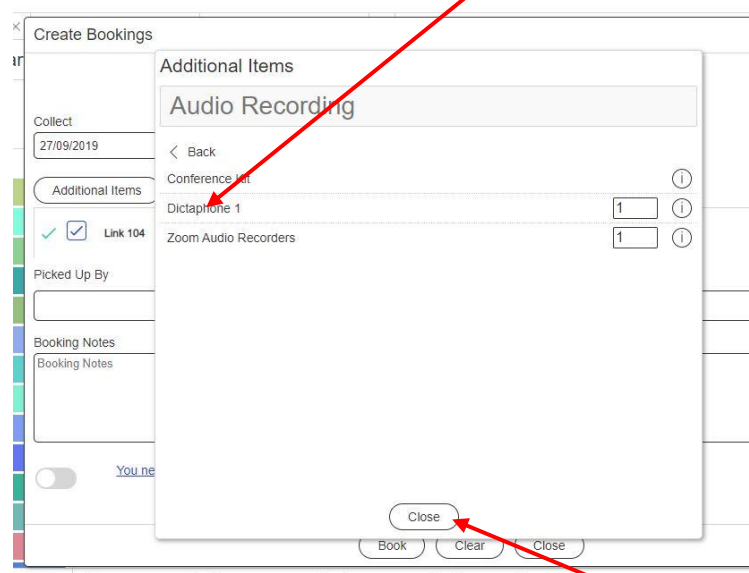 Create Bookings
Additional Items
Audio Recording
Collect
27/09/2019
Back
Conference Kit
Additional Items
Dictaphone 1
1
Link 104
Zoom Audio Recorders
1
Picked Up By
Booking Notes
Booking Notes
You ne
Close
Book
Clear
Close